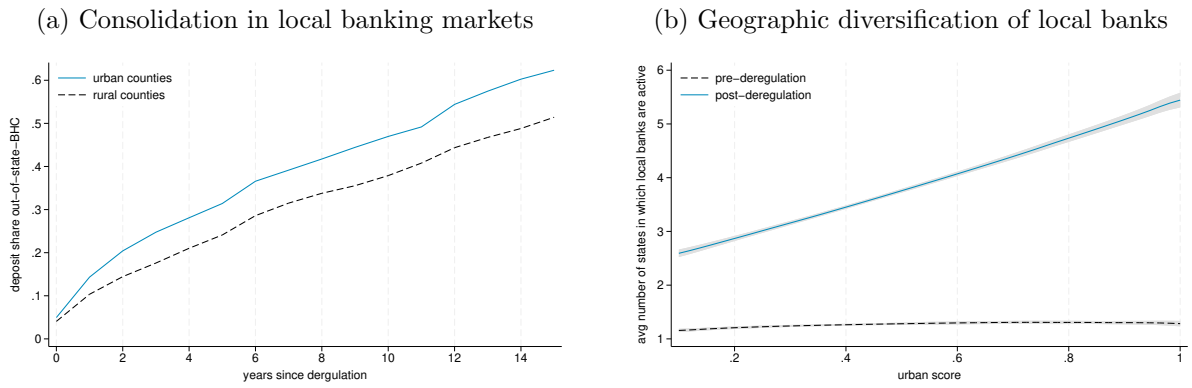 (a) Consolidation in local banking markets
deposit share out-of-state-BHC
.6
.5
.4
.3
.2
.1
0
urban counties
rural counties
0 2 4 6 8 10 12 14
years since dergulation
(b) Geographic diversification of local banks
avg number of states in which local banks are active
6
5
4
3
2
1
pre-deregulation
post-deregulation
.2 .4 .6 .8 1
urban score